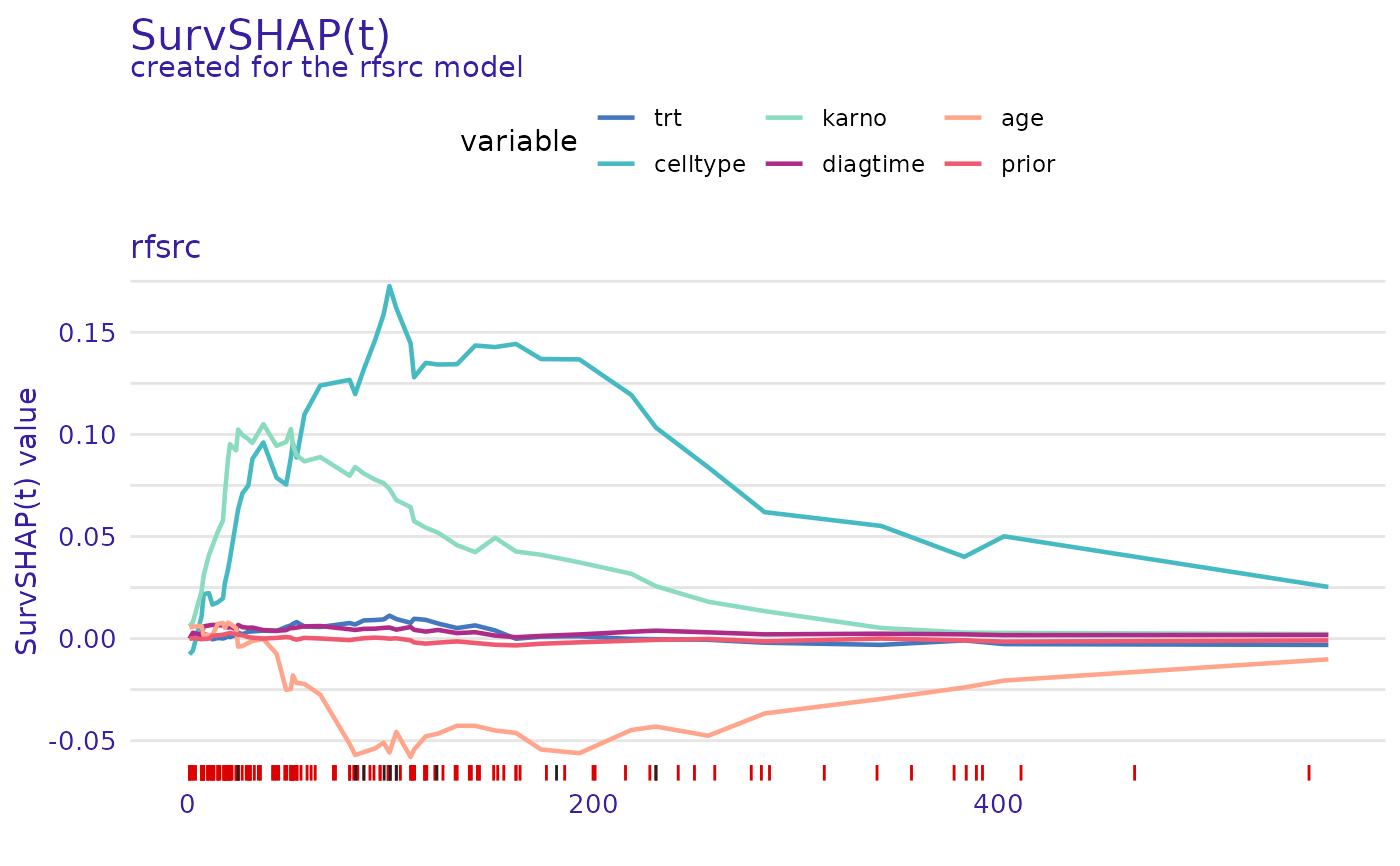 SurvSHAP(t)
created for the rfsrc model
variable
trt
karno
age
celltype
diagtime
prior
rfsrc
SurvSHAP(t) value
0.15
0.10
0.05
0.00
-0.05
0
200
400